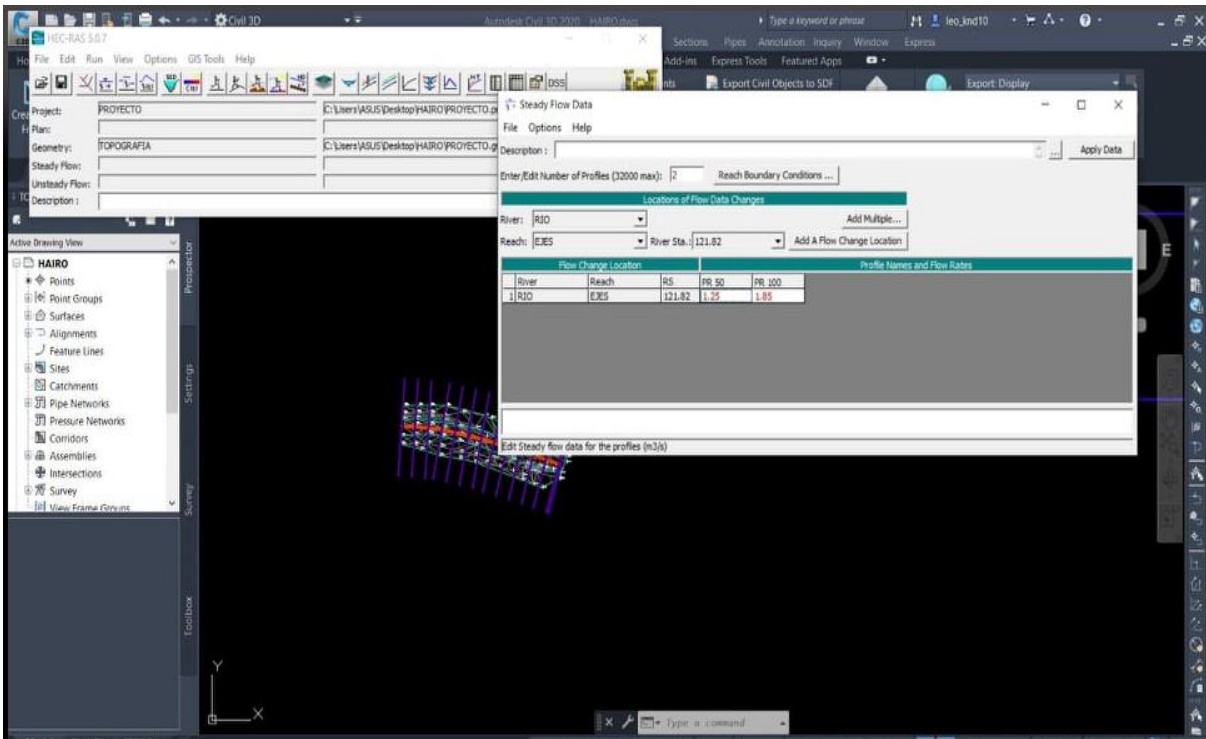 Civil 3D
Autodesk Civil 3D 2020 HAIRO.dwg
Type a keyword or phrase
leo_knd10
HEC-RAS 5.0.7
Sections Pipes Annotation Inquiry Window Express
File Edit Run View Options GIS Tools Help
Add-ins Express Tools Featured Apps
DSS
Export Civil Objects to SDF
Export Display
Project: PROYECTO C:\Users\ASUS\Desktop\HAIRO\PROYECTO.p
Plan:
Geometry: TOPOGRAFIA C:\Users\ASUS\Desktop\HAIRO\PROYECTO.g
Steady Flow:
Unsteady Flow:
Description :
Steady Flow Data
File Options Help
Description : ... Apply Data
Enter/Edit Number of Profiles (32000 max): 2 Reach Boundary Conditions ...
Locations of Flow Data Changes
River: RIO Add Multiple...
Reach: EJES River Sta.: 121.82 Add A Flow Change Location
Flow Change Location Profile Names and Flow Rates
River Reach RS PR 50 PR 100
1 RIO EJES 121.82 1.25 1.85
Edit Steady flow data for the profiles (m3/s)
Active Drawing View
HAIRO
Points
Point Groups
Surfaces
Alignments
Feature Lines
Sites
Catchments
Pipe Networks
Pressure Networks
Corridors
Assemblies
Intersections
Survey
View Frame Groups
Prospector
Settings
Survey
Toolbox
E
Y
X
Type a command